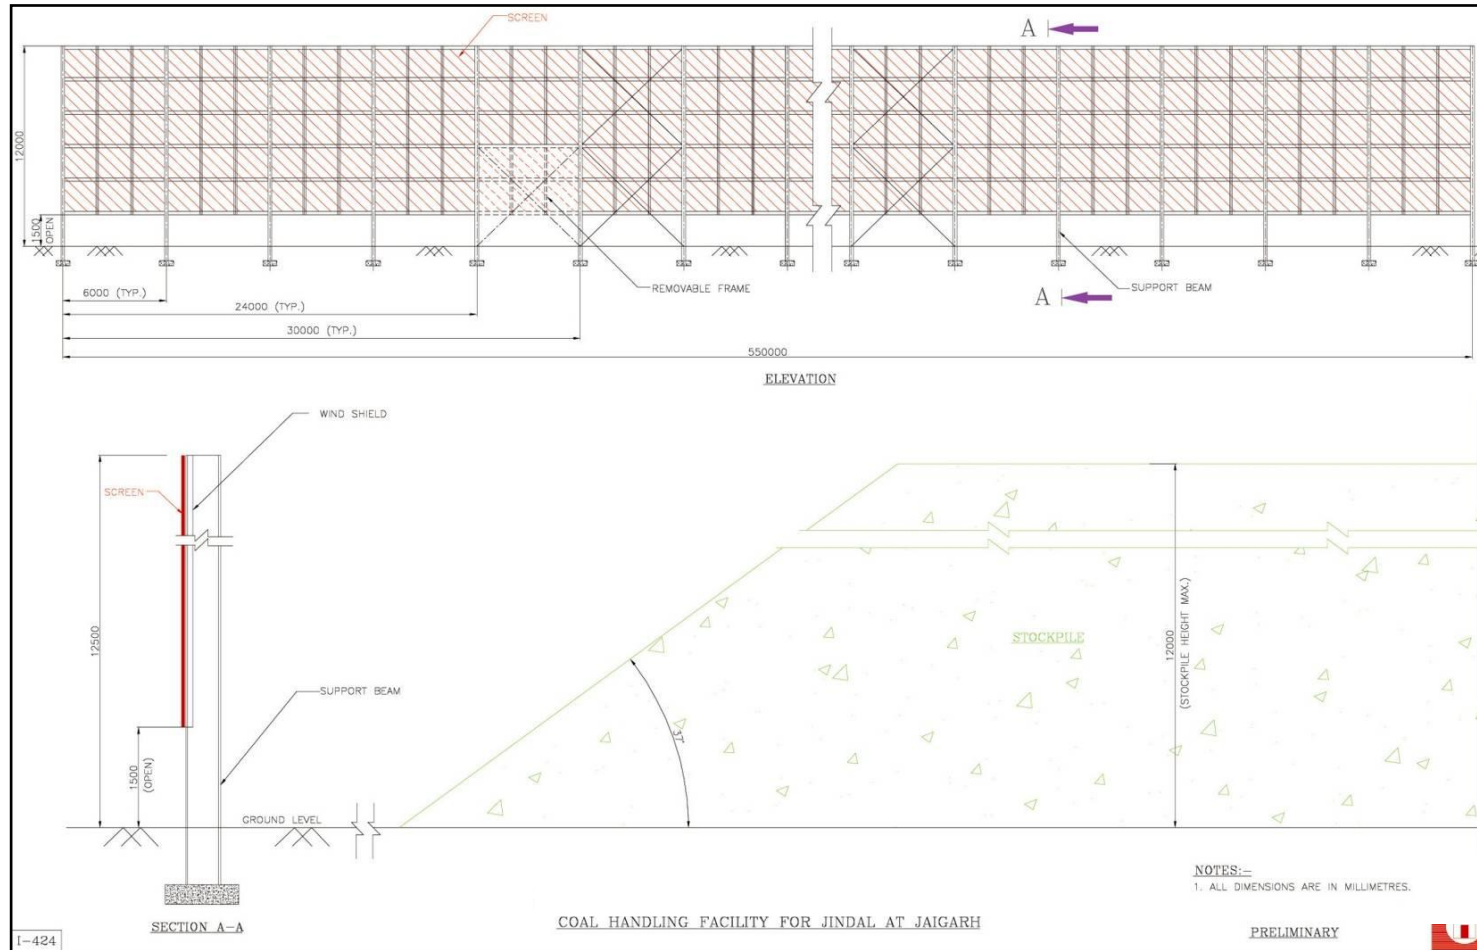 SCREEN
A
12000
1500
OPEN
REMOVABLE FRAME
A
SUPPORT BEAM
6000 (TYP.)
24000 (TYP.)
30000 (TYP.)
550000
ELEVATION
WIND SHIELD
SCREEN
12500
SUPPORT BEAM
1500
(OPEN)
GROUND LEVEL
STOCKPILE
12000
(STOCKPILE HEIGHT MAX.)
37°
NOTES:-
1. ALL DIMENSIONS ARE IN MILLIMETRES.
SECTION A-A
COAL HANDLING FACILITY FOR JINDAL AT JAIGARH
PRELIMINARY
I-424